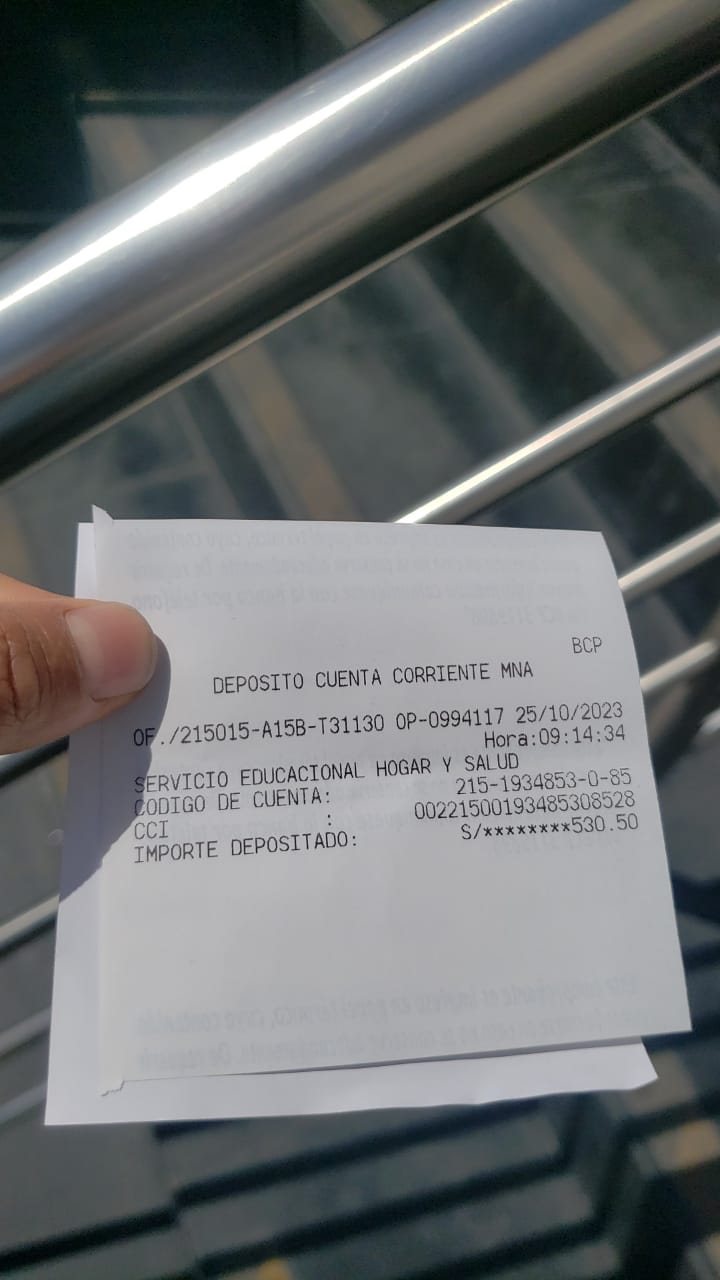 BCP
DEPOSITO CUENTA CORRIENTE MNA
OF./215015-A15B-T31130 OP-0994117 25/10/2023
Hora:09:14:34
SERVICIO EDUCACIONAL HOGAR Y SALUD
CODIGO DE CUENTA: 215-1934853-0-85
CCI : 00221500193485308528
IMPORTE DEPOSITADO: S/********530.50